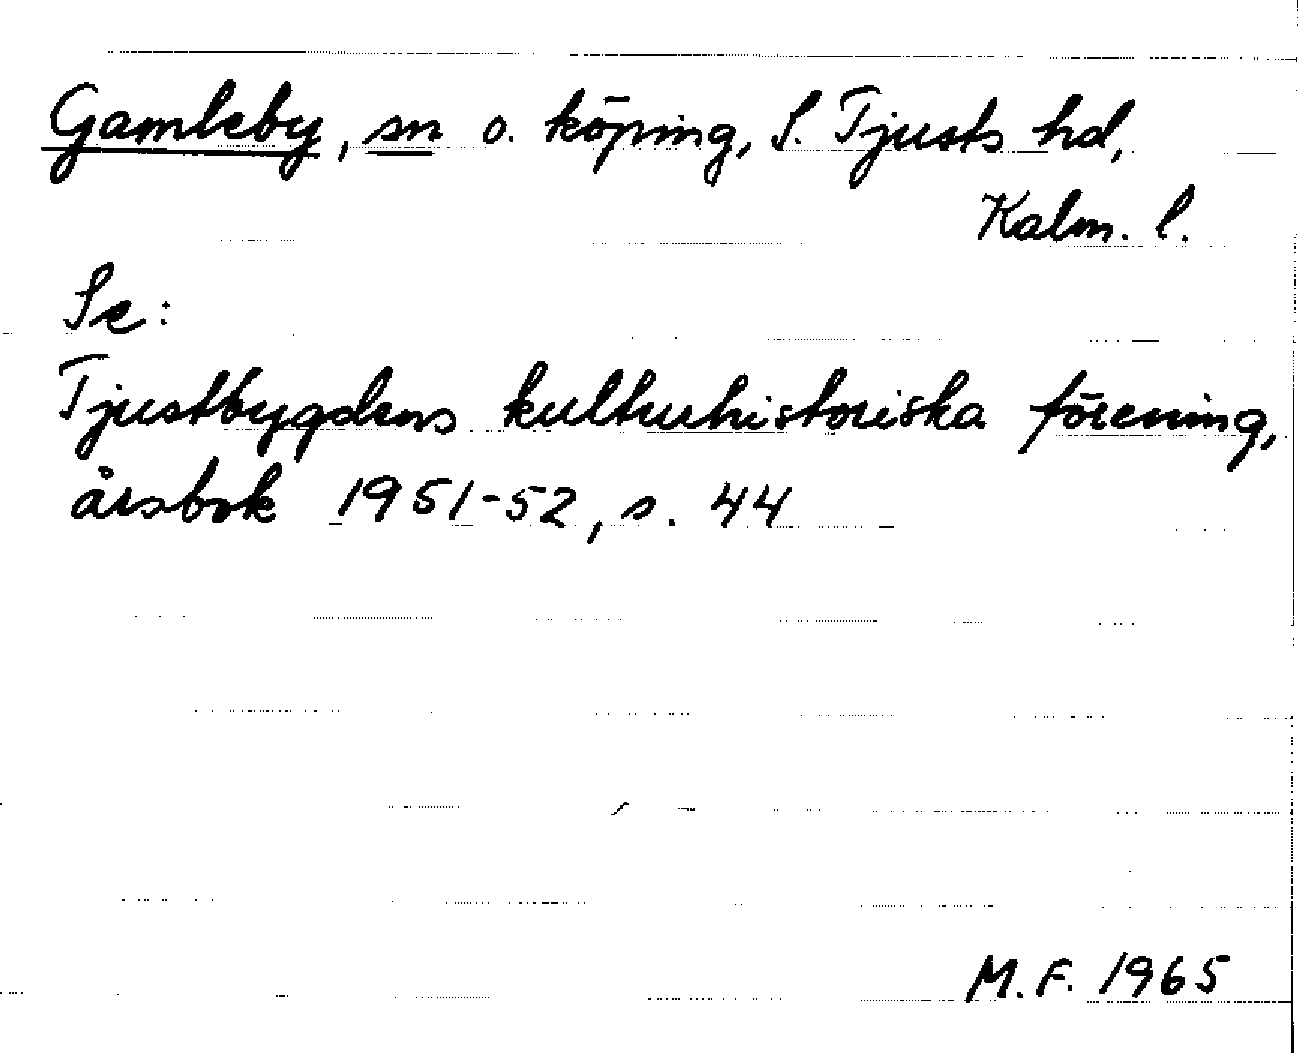 Gamleby, sn o. köping, S. Tjusts hd,
Kalm. l.
Se:
Tjustbygdens kulturhistoriska förening,
årsbok 1951-52, s. 44
M.F. 1965